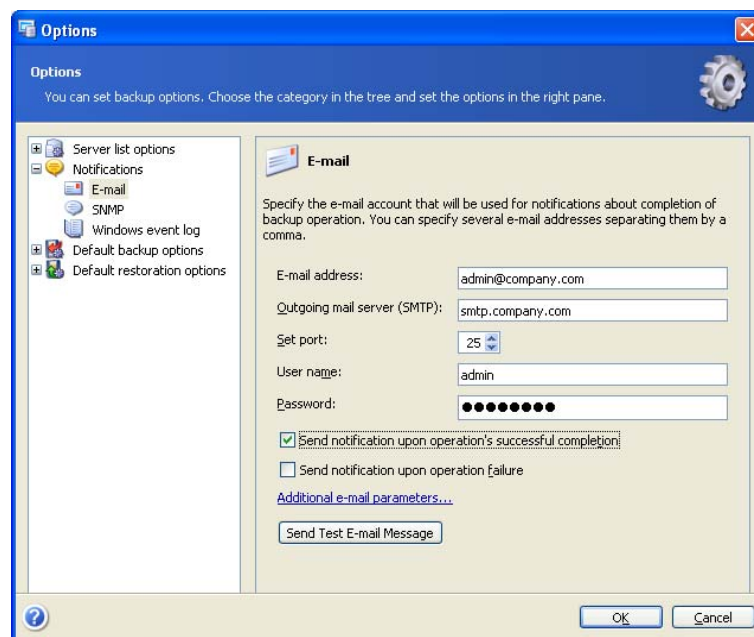 Options
Options
You can set backup options. Choose the category in the tree and set the options in the right pane.
Server list options
Notifications
E-mail
SNMP
Windows event log
Default backup options
Default restoration options
E-mail
Specify the e-mail account that will be used for notifications about completion of
backup operation. You can specify several e-mail addresses separating them by a
comma.
E-mail address:
admin@company.com
Outgoing mail server (SMTP):
smtp.company.com
Set port:
25
User name:
admin
Password:
●●●●●●●●
Send notification upon operation's successful completion
Send notification upon operation failure
Additional e-mail parameters...
Send Test E-mail Message
?
OK
Cancel